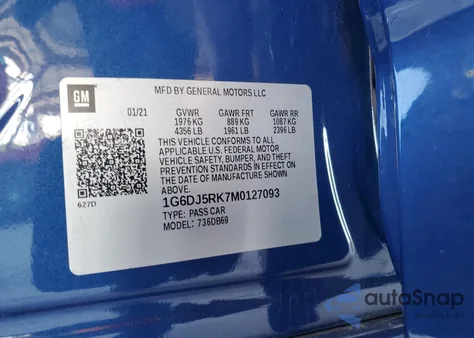 GM
MFD BY GENERAL MOTORS LLC
01/21 GVWR GAWR FRT GAWR RR
1976 KG 889 KG 1087 KG
4356 LB 1961 LB 2396 LB
THIS VEHICLE CONFORMS TO ALL
APPLICABLE U.S. FEDERAL MOTOR
VEHICLE SAFETY, BUMPER, AND THEFT
PREVENTION STANDARDS IN EFFECT ON
THE DATE OF MANUFACTURE SHOWN
ABOVE.
1G6DJ5RK7M0127093
627D
TYPE: PASS CAR
MODEL: 736DB69
autoSnap